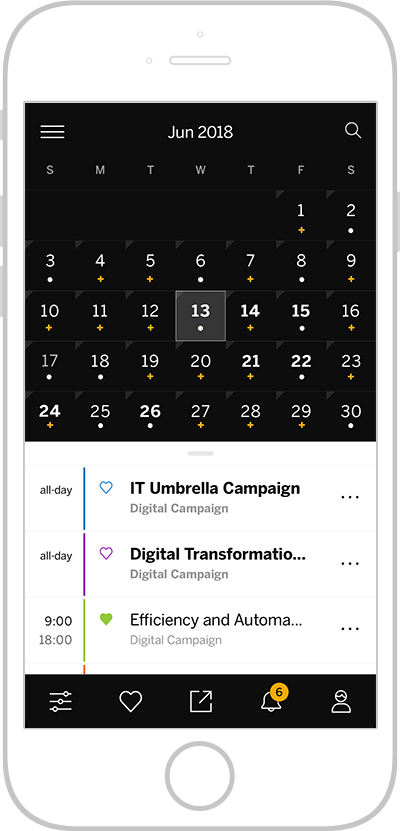 Jun 2018
S M T W T F S
1 2
3 4 5 6 7 8 9
10 11 12 13 14 15 16
17 18 19 20 21 22 23
24 25 26 27 28 29 30
all-day IT Umbrella Campaign ...
Digital Campaign
all-day Digital Transformatio... ...
Digital Campaign
9:00 Efficiency and Automa... ...
18:00 Digital Campaign
6